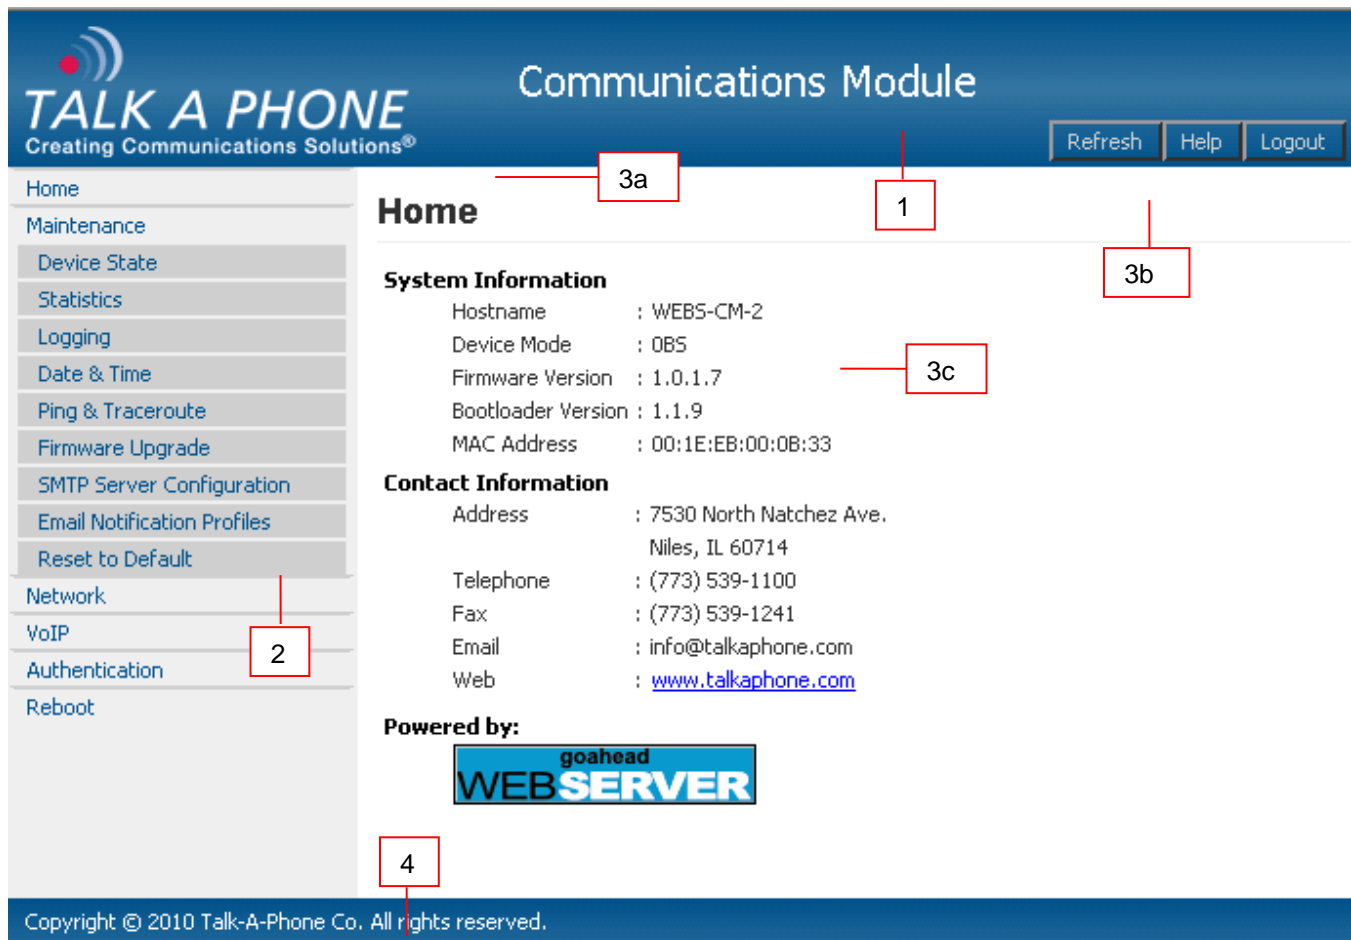 TALK A PHONE
Creating Communications Solutions®
Communications Module
Refresh Help Logout
3a
1
3b
Home
Maintenance
Device State
Statistics
Logging
Date & Time
Ping & Traceroute
Firmware Upgrade
SMTP Server Configuration
Email Notification Profiles
Reset to Default
Network
VoIP
Authentication
Reboot
2
Home
System Information
Hostname : WEBS-CM-2
Device Mode : OBS
Firmware Version : 1.0.1.7
Bootloader Version : 1.1.9
MAC Address : 00:1E:EB:00:0B:33
3c
Contact Information
Address : 7530 North Natchez Ave.
Niles, IL 60714
Telephone : (773) 539-1100
Fax : (773) 539-1241
Email : info@talkaphone.com
Web : www.talkaphone.com
Powered by:
goahead
WEBSERVER
4
Copyright © 2010 Talk-A-Phone Co. All rights reserved.